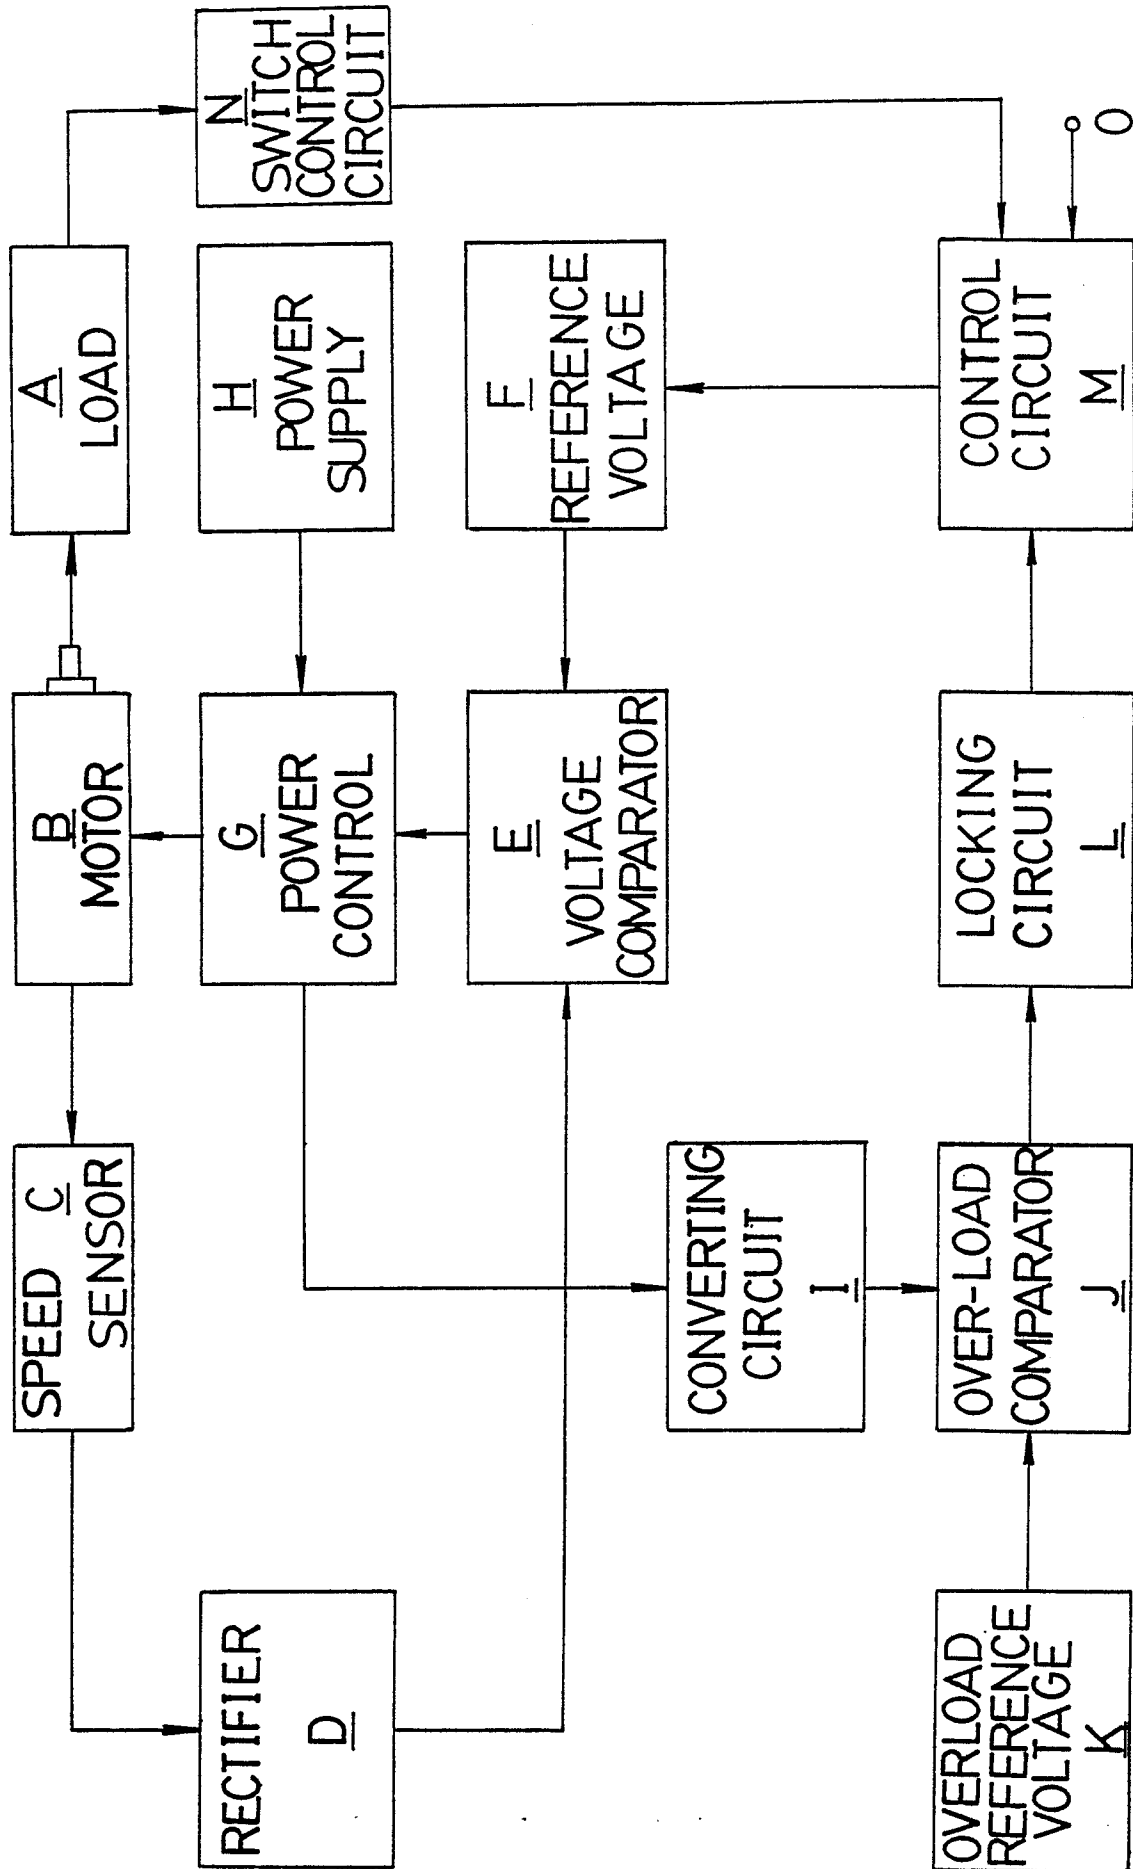 RECTIFIER
D
SPEED C
SENSOR
B
MOTOR
A
LOAD
G
POWER
CONTROL
H
POWER
SUPPLY
N
SWITCH
CONTROL
CIRCUIT
E
VOLTAGE
COMPARATOR
F
REFERENCE
VOLTAGE
CONVERTING
CIRCUIT
I
OVERLOAD
REFERENCE
VOLTAGE
K
OVER-LOAD
COMPARATOR
J
LOCKING
CIRCUIT
L
CONTROL
CIRCUIT
M
O